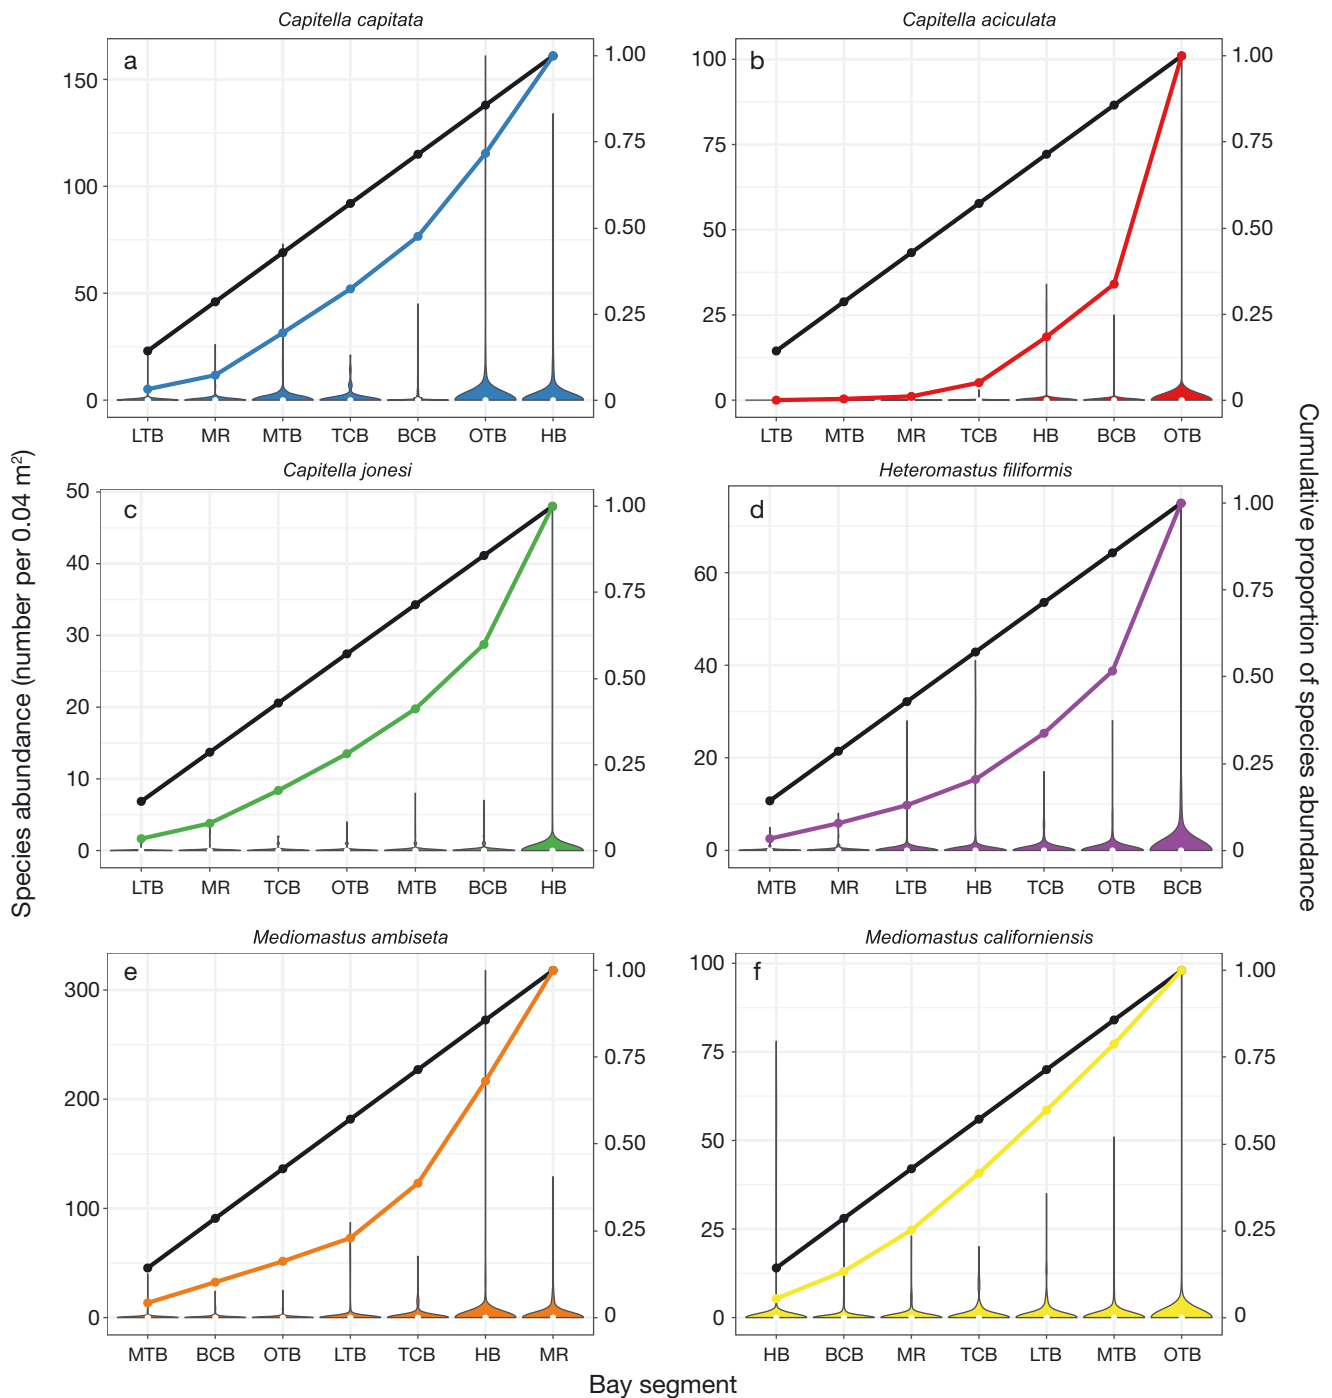 Capitella capitata
Capitella aciculata
a
150
100
50
0
1.00
0.75
0.50
0.25
0
LTB MR MTB TCB BCB OTB HB
b
100
75
50
25
0
1.00
0.75
0.50
0.25
0
LTB MTB MR TCB HB BCB OTB
Capitella jonesi
Heteromastus filiformis
c
50
40
30
20
10
0
1.00
0.75
0.50
0.25
0
LTB MR TCB OTB MTB BCB HB
d
60
40
20
0
1.00
0.75
0.50
0.25
0
MTB MR LTB HB TCB OTB BCB
Mediomastus ambiseta
Mediomastus californiensis
e
300
200
100
0
1.00
0.75
0.50
0.25
0
MTB BCB OTB LTB TCB HB MR
f
100
75
50
25
0
1.00
0.75
0.50
0.25
0
HB BCB MR TCB LTB MTB OTB
Species abundance (number per 0.04 m²)
Cumulative proportion of species abundance
Bay segment